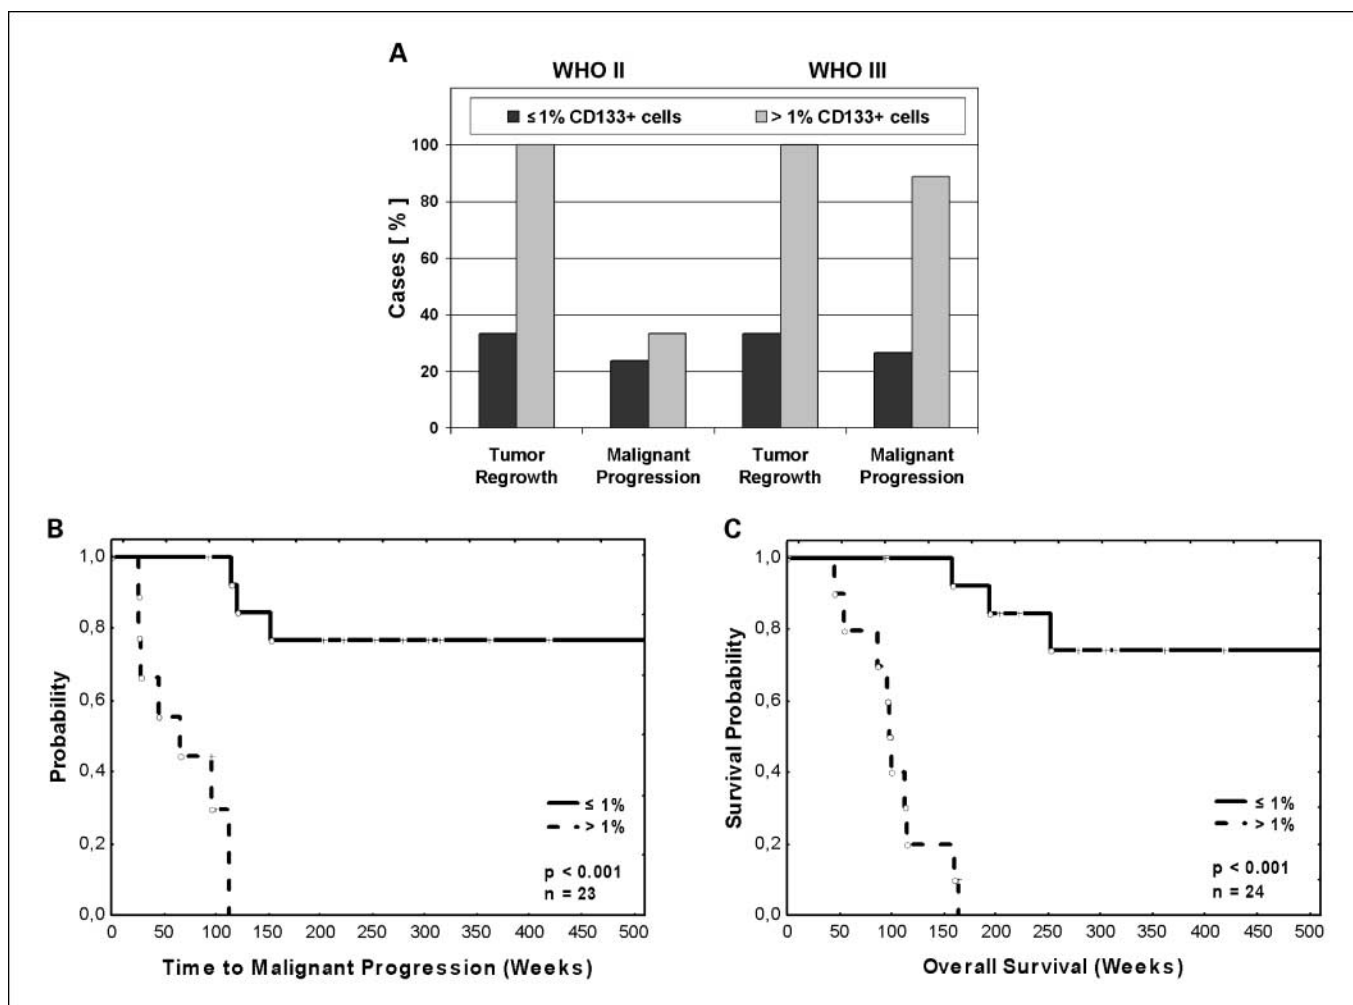 A
WHO II WHO III
≤ 1% CD133+ cells > 1% CD133+ cells
100
80
60
40
20
0
Cases [ % ]
Tumor Malignant Tumor Malignant
Regrowth Progression Regrowth Progression
B
1,0
0,8
0,6
0,4
0,2
0,0
Probability
≤ 1%
> 1%
p < 0.001
n = 23
0 50 100 150 200 250 300 350 400 450 500
Time to Malignant Progression (Weeks)
C
1,0
0,8
0,6
0,4
0,2
0,0
Survival Probability
≤ 1%
> 1%
p < 0.001
n = 24
0 50 100 150 200 250 300 350 400 450 500
Overall Survival (Weeks)